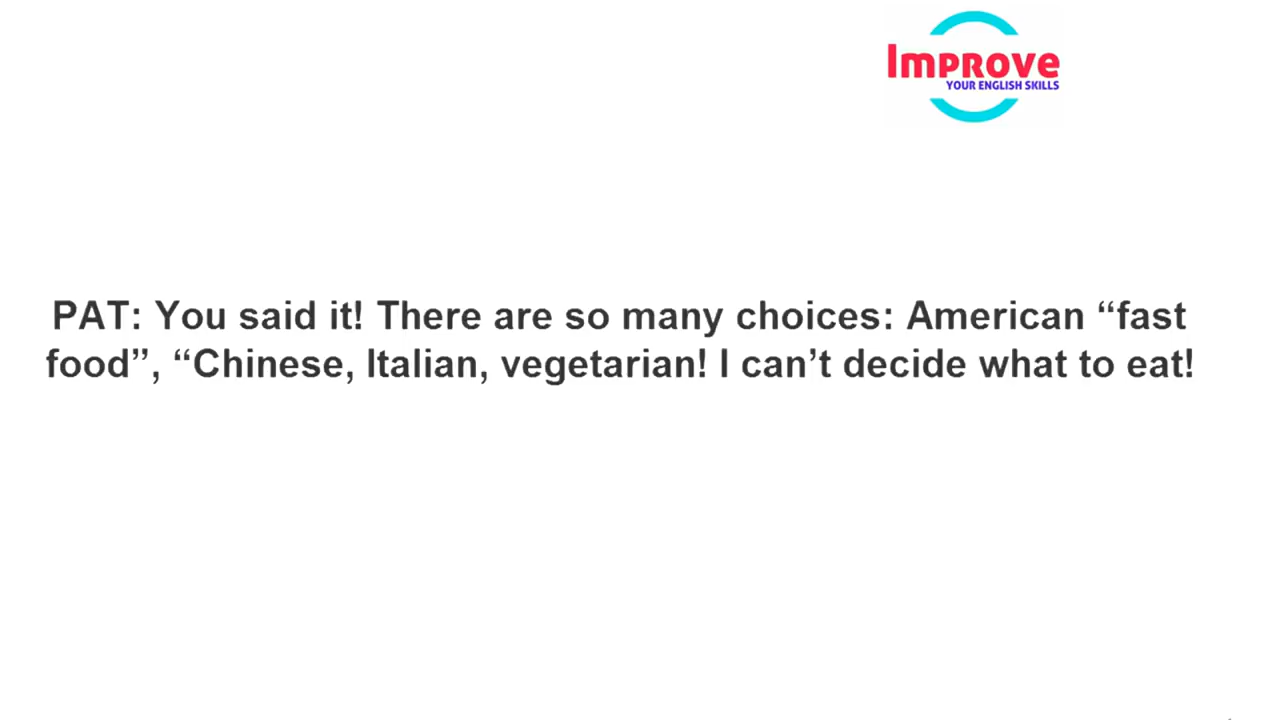 Improve
YOUR ENGLISH SKILLS
PAT: You said it! There are so many choices: American “fast
food”, “Chinese, Italian, vegetarian! I can’t decide what to eat!